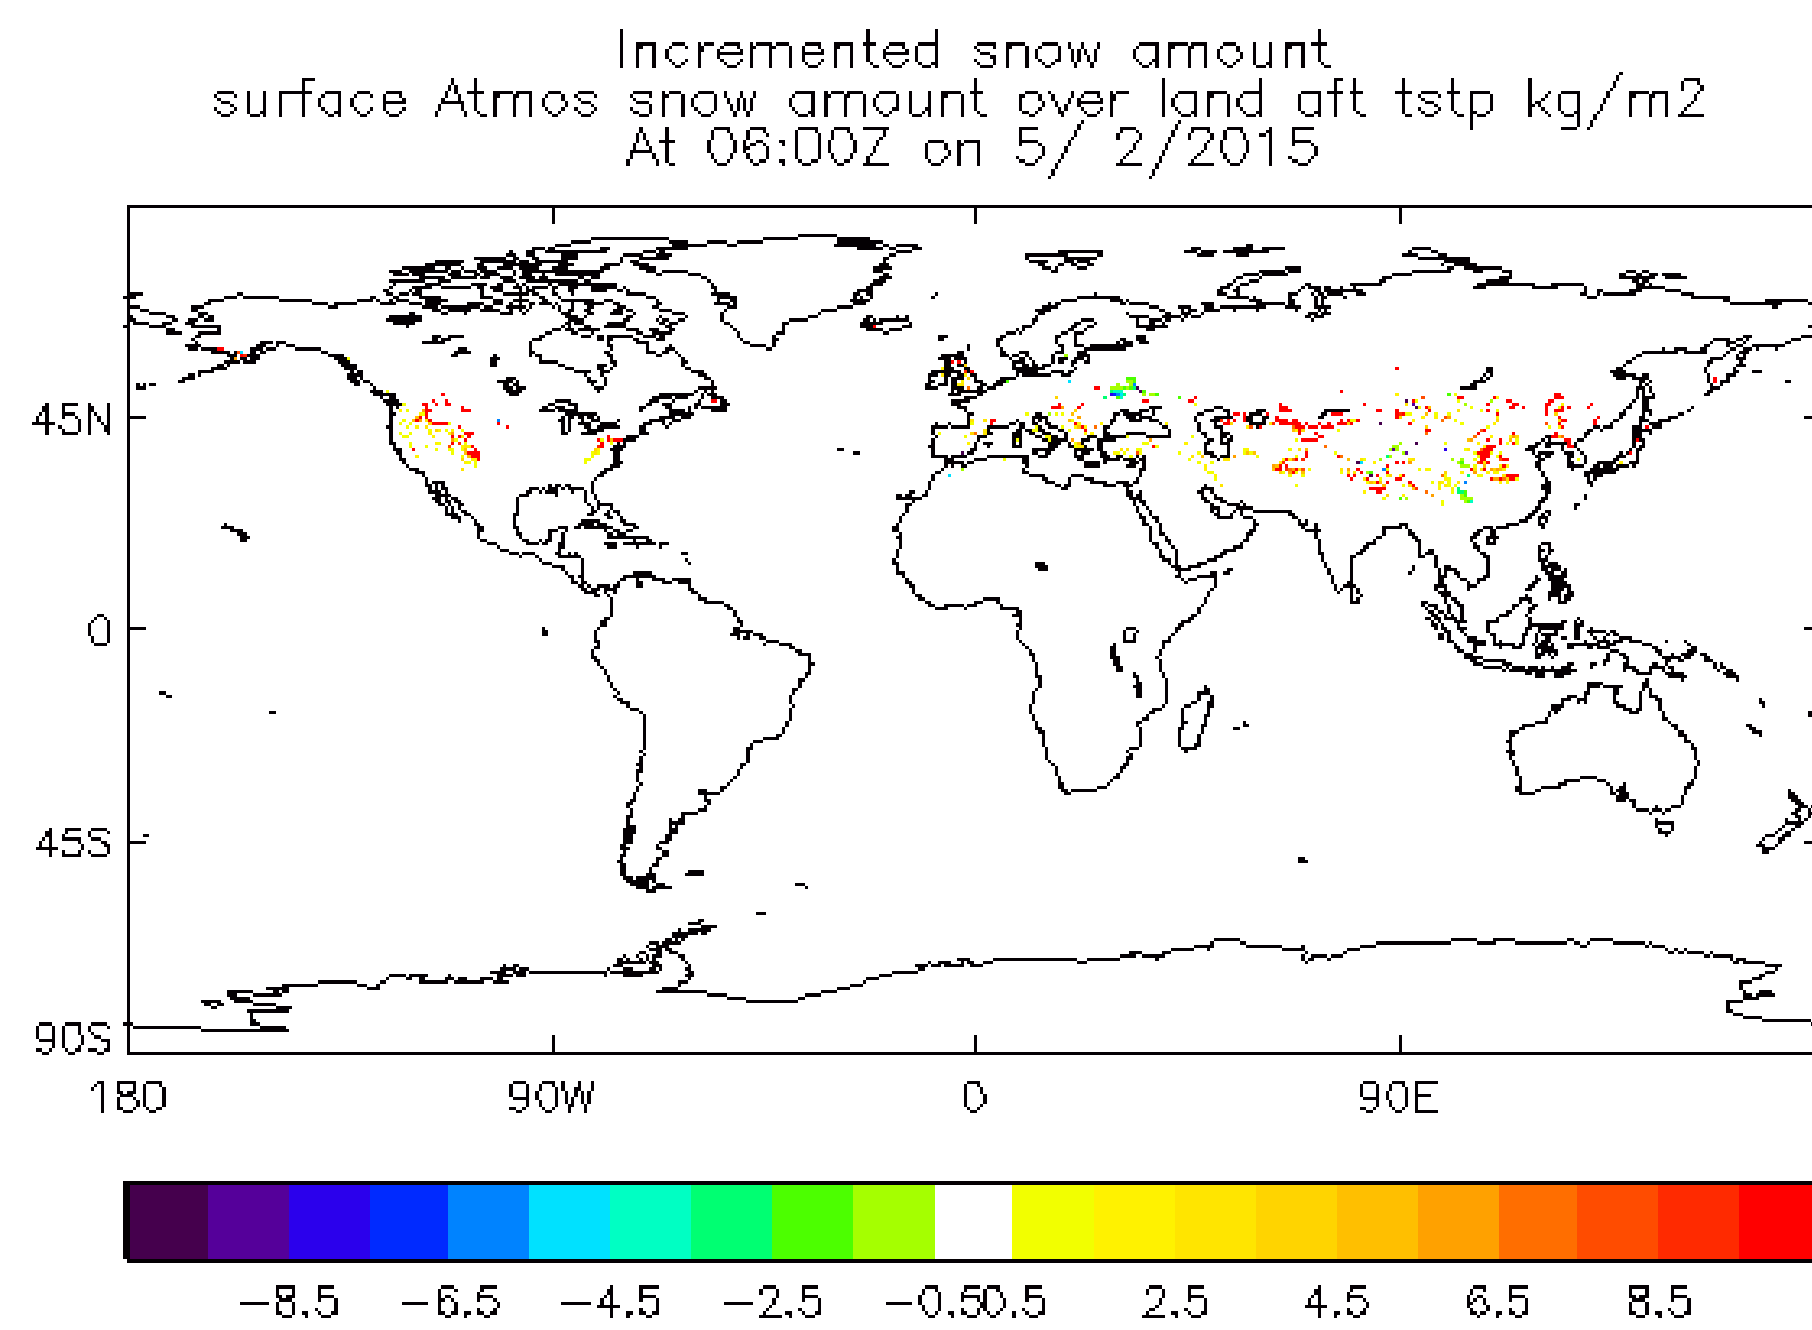 Incremented snow amount
surface Atmos snow amount over land aft tstp kg/m2
At 06:00Z on 5/ 2/2015
45N
0
45S
90S
180 90W 0 90E
-8.5 -6.5 -4.5 -2.5 -0.50.5 2.5 4.5 6.5 8.5